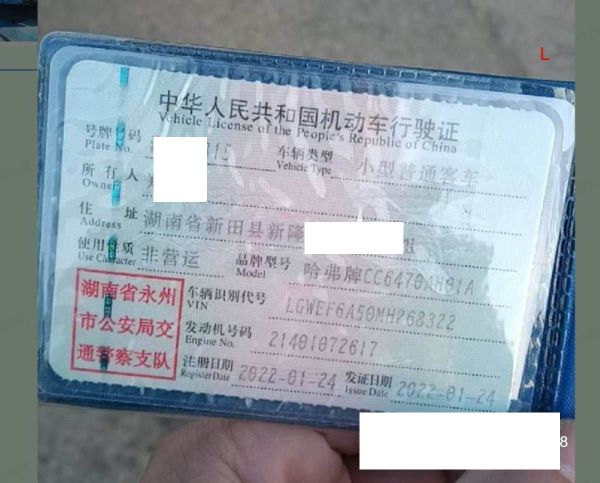 L
中华人民共和国机动车行驶证
Vehicle License of the People's Republic of China
号牌号码 15 车辆类型 小型普通客车
Plate No. Vehicle Type
所有人
Owner
住址 湖南省新田县新隆 组
Address
使用性质 非营运 品牌型号 哈弗牌CC6470AH01A
Use Character Model
湖南省永州 车辆识别代号 LGWEF6A50MH268322
VIN
市公安局交 发动机号码 21401072617
Engine No.
通警察支队 注册日期 2022-01-24 发证日期 2022-01-24
Register Date Issue Date
8